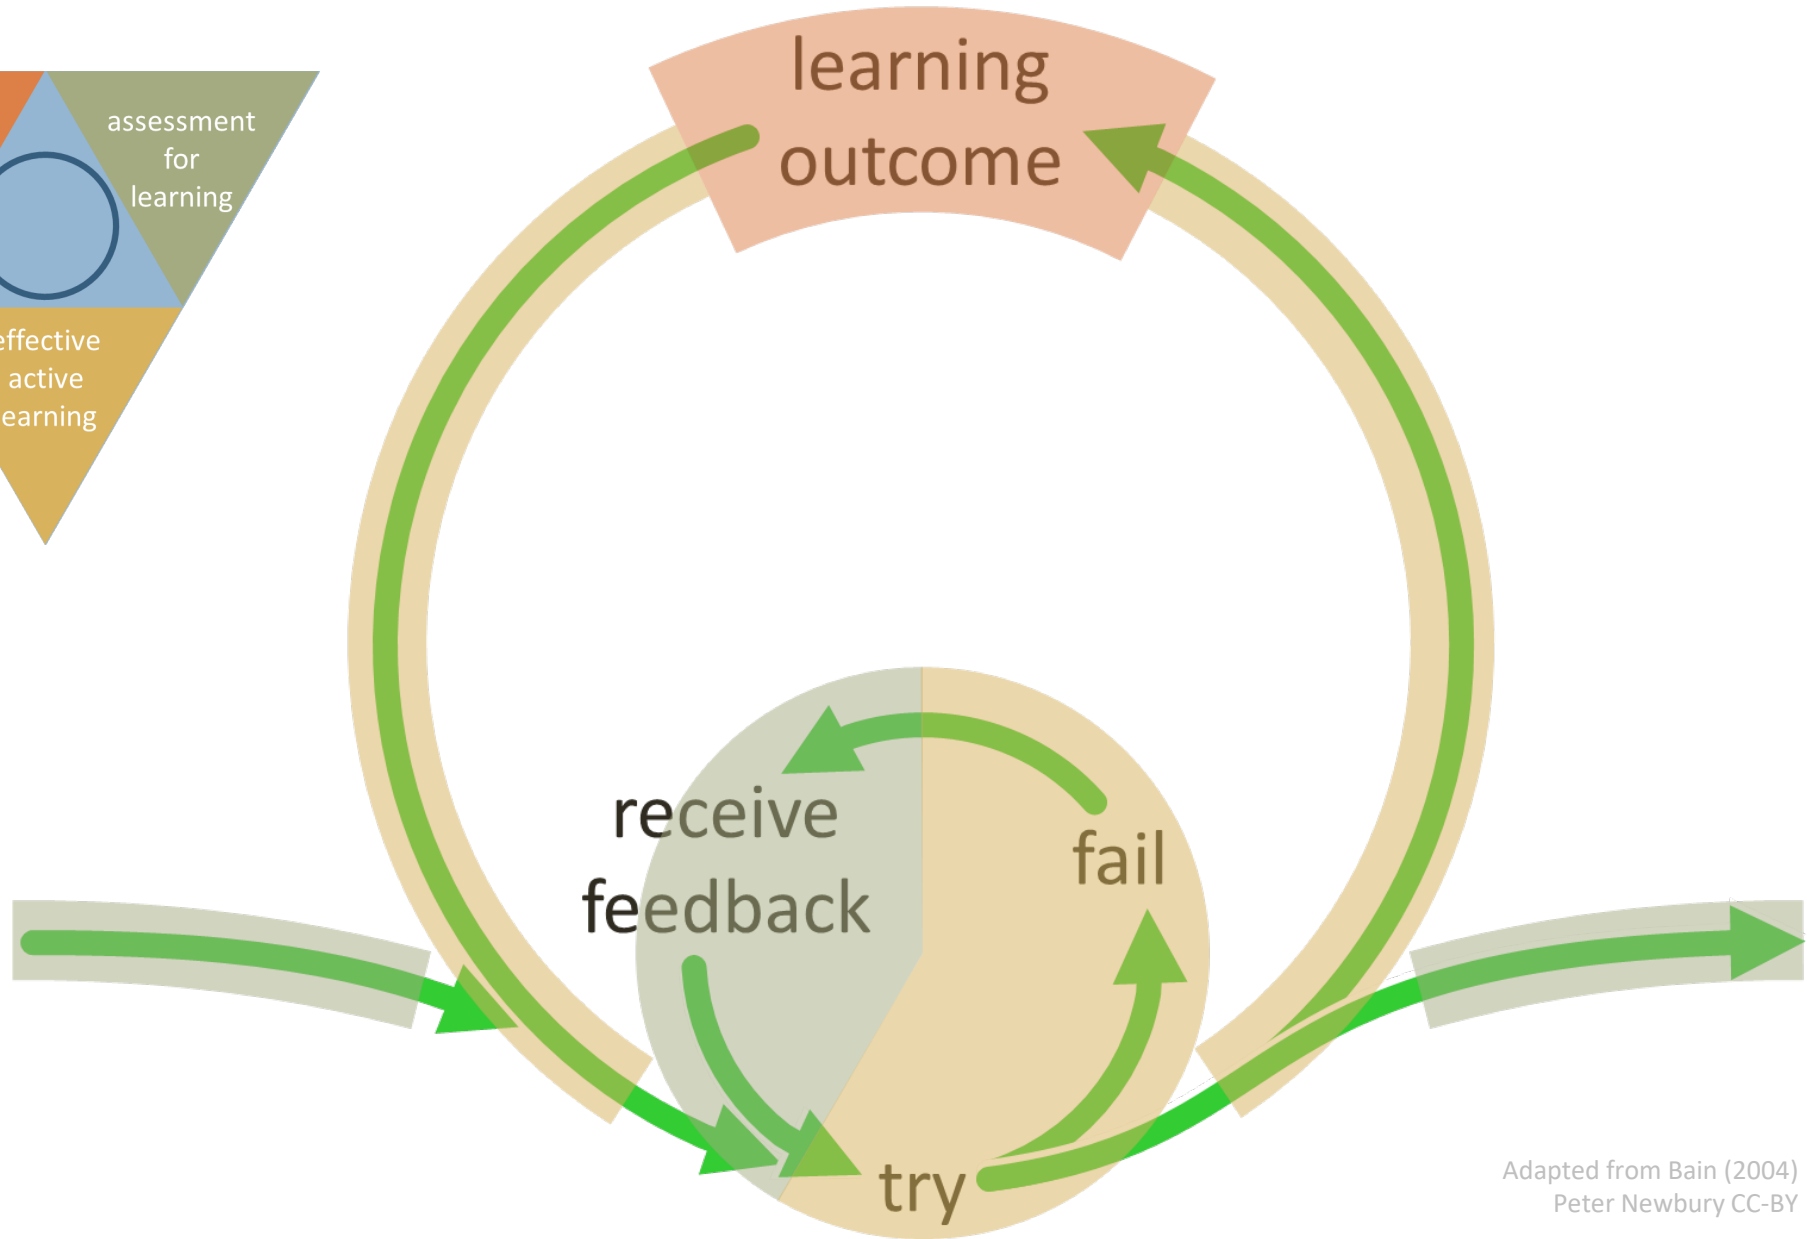 learning
outcome
assessment
for
learning
effective
active
learning
receive
feedback
fail
try
Adapted from Bain (2004)
Peter Newbury CC-BY